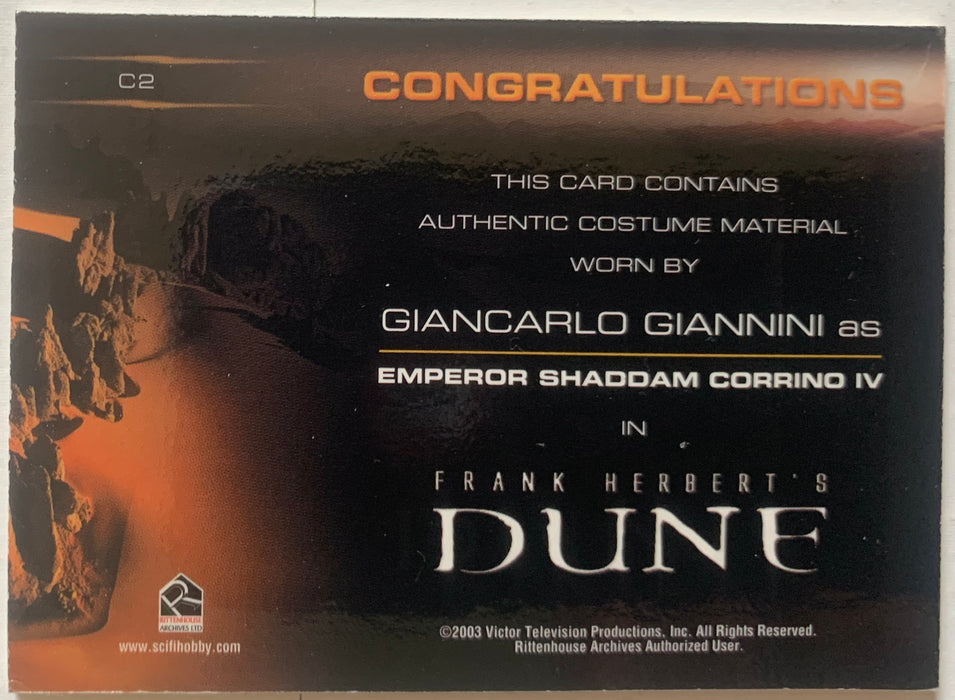 C2
CONGRATULATIONS
THIS CARD CONTAINS
AUTHENTIC COSTUME MATERIAL
WORN BY
GIANCARLO GIANNINI as
EMPEROR SHADDAM CORRINO IV
IN
FRANK HERBERT'S
DUNE
RITTENHOUSE
ARCHIVES LTD
www.scifihobby.com
©2003 Victor Television Productions, Inc. All Rights Reserved.
Rittenhouse Archives Authorized User.